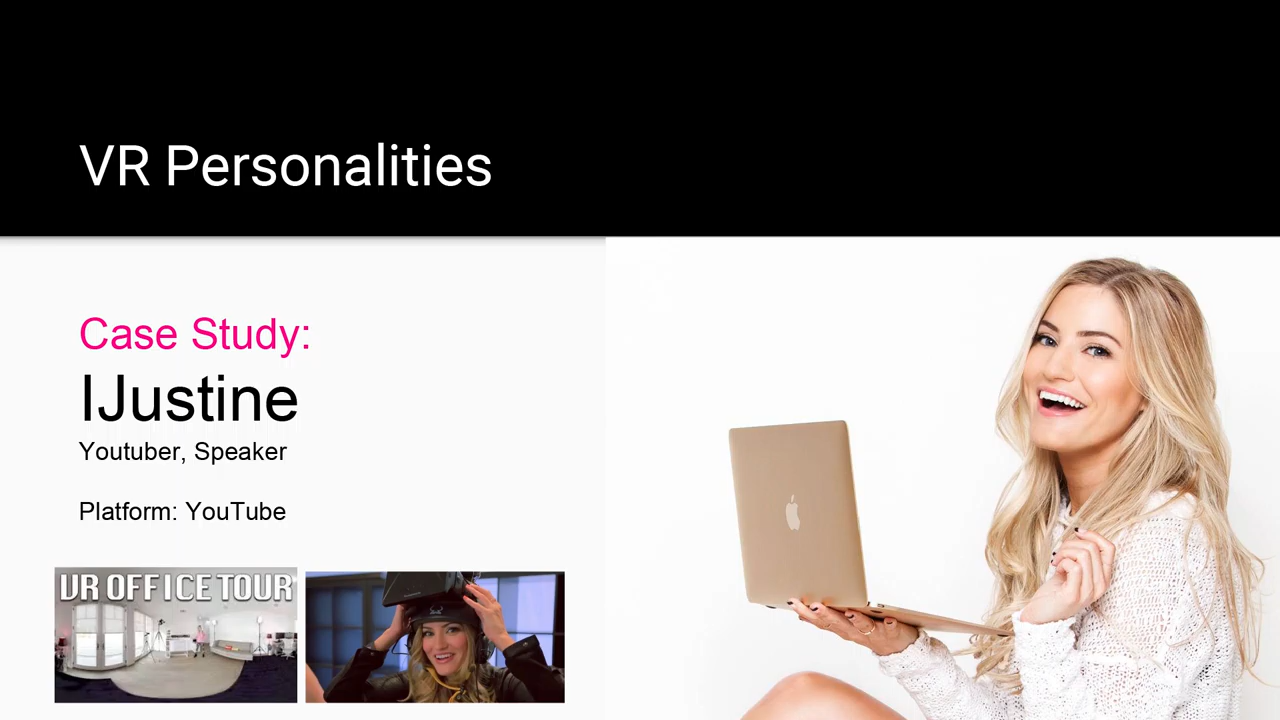 VR Personalities
Case Study:
IJustine
Youtuber, Speaker
Platform: YouTube
VR OFFICE TOUR